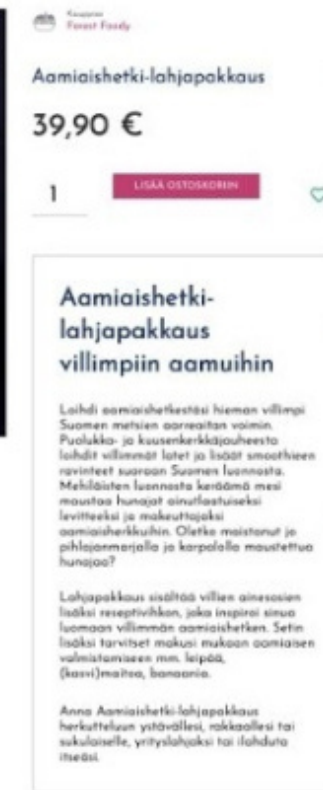 Kauppias
Forest Foody
Aamiaishetki-lahjapakkaus
39,90 €
1
LISÄÄ OSTOSKORIIN
Aamiaishetki-
lahjapakkaus
villimpiin aamuihin
Loihdi aamiaishetkestäsi hieman villimpi
Suomen metsien aarreaitan voimin.
Puolukka- ja kuusenkerkkäjauheesta
loihdit villimmät latet ja lisäät smoothieen
ravinteet suoraan Suomen luonnosta.
Mehiläisten luonnosta keräämä mesi
maustaa hunajat ainutlaatuiseksi
levitteeksi ja makeuttajaksi
aamiaisherkkuihin. Oletko maistanut jo
pihlajanmarjalla ja karpalolla maustettua
hunajaa?
Lahjapakkaus sisältää villien ainesosien
lisäksi reseptivihkon, joka inspiroi sinua
luomaan villimmän aamiaishetken. Setin
lisäksi tarvitset makusi mukaan aamiaisen
valmistamiseen mm. leipää,
(kasvi)maitoa, banaania.
Anna Aamiaishetki-lahjapakkaus
herkutteluun ystävällesi, rakkaallesi tai
sukulaiselle, yrityslahjaksi tai ilahduta
itseäsi.